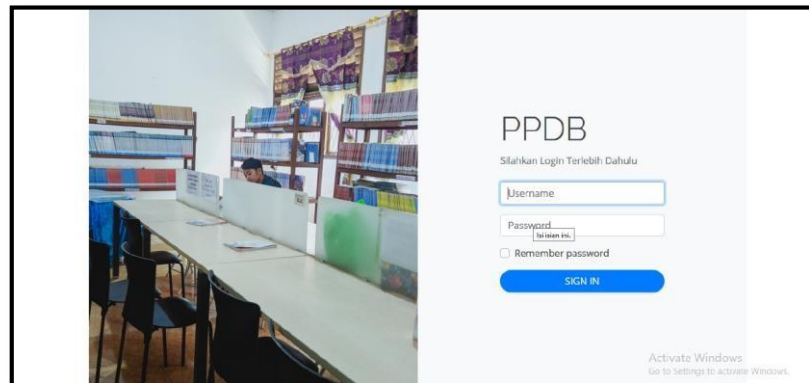 PPDB
Silahkan Login Terlebih Dahulu
Username
Password
Isi isian ini.
Remember password
SIGN IN
Activate Windows
Go to Settings to activate Windows.